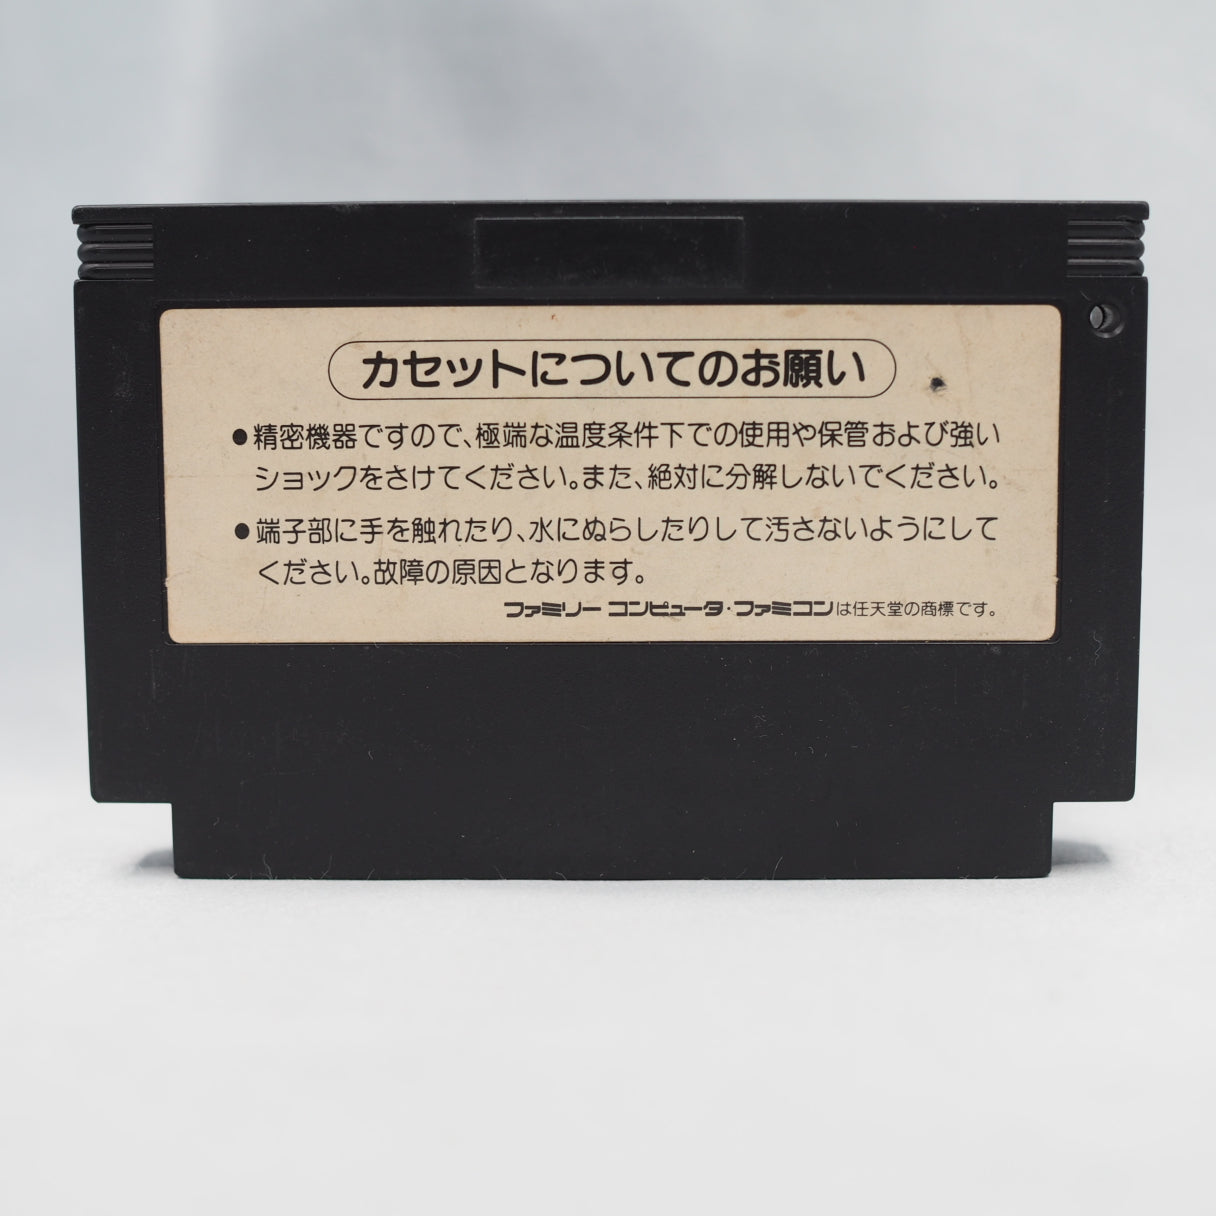 カセットについてのお願い
●精密機器ですので、極端な温度条件下での使用や保管および強い
ショックをさけてください。また、絶対に分解しないでください。
●端子部に手を触れたり、水にぬらしたりして汚さないようにして
ください。故障の原因となります。
ファミリー コンピュータ・ファミコンは任天堂の商標です。